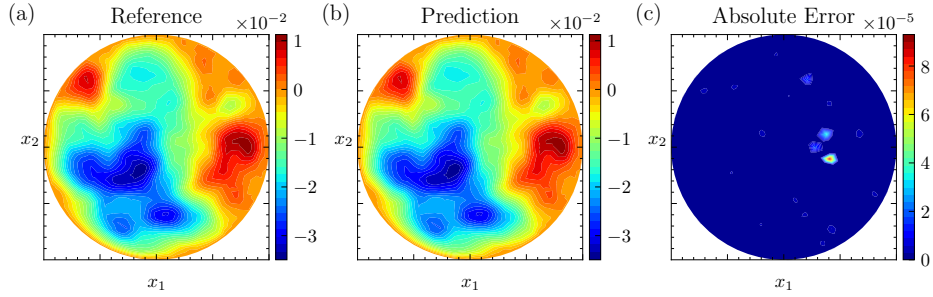 (a) Reference ×10⁻² (b) Prediction ×10⁻² (c) Absolute Error ×10⁻⁵
1 1 8
0 0 6
x₂ −1 x₂ −1 x₂ 4
−2 −2 2
−3 −3 0
x₁ x₁ x₁